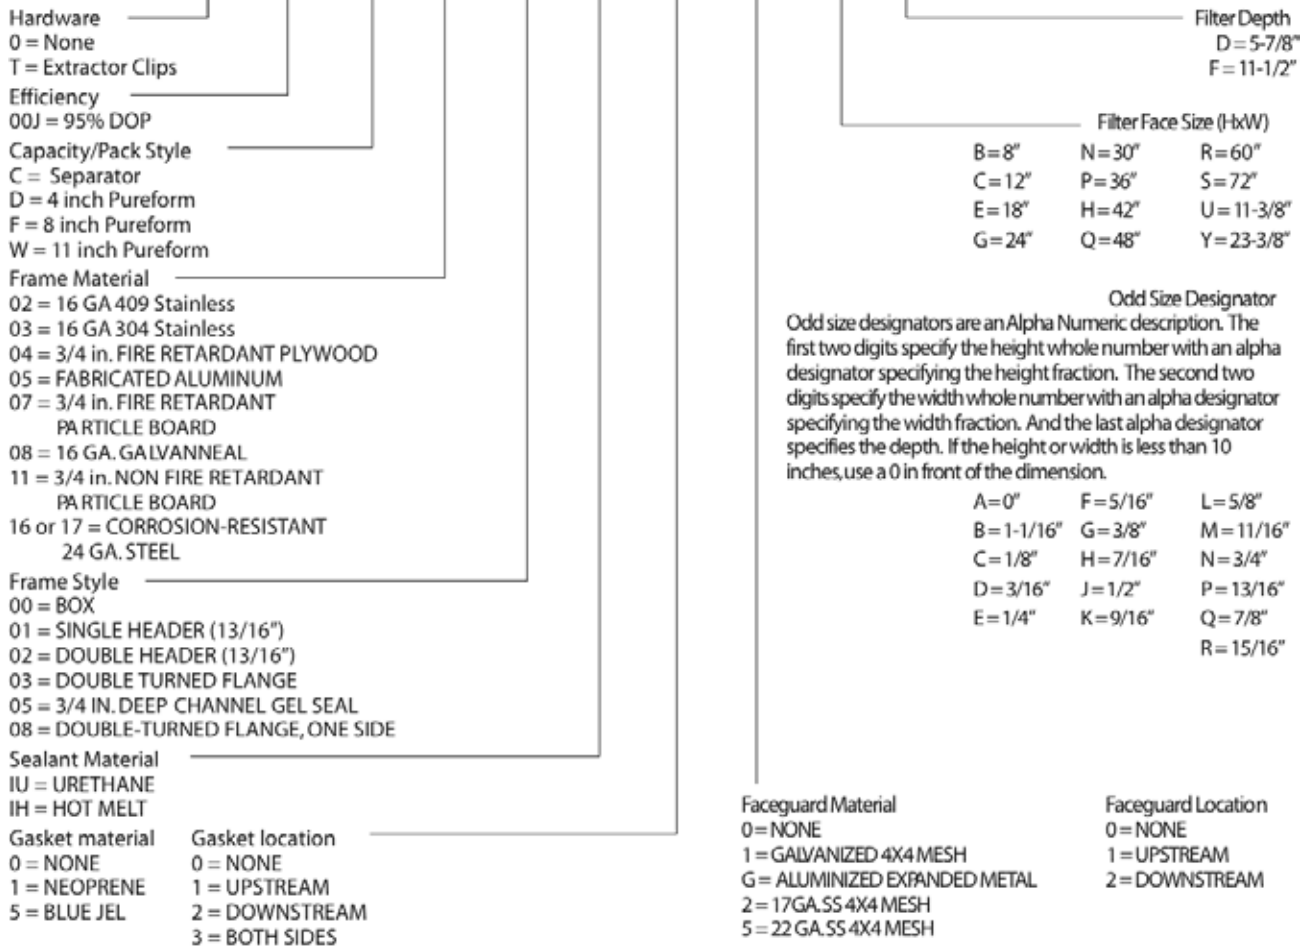 Hardware
0 = None
T = Extractor Clips
Efficiency
00J = 95% DOP
Capacity/Pack Style
C = Separator
D = 4 inch Pureform
F = 8 inch Pureform
W = 11 inch Pureform
Frame Material
02 = 16 GA 409 Stainless
03 = 16 GA 304 Stainless
04 = 3/4 in. FIRE RETARDANT PLYWOOD
05 = FABRICATED ALUMINUM
07 = 3/4 in. FIRE RETARDANT
PARTICLE BOARD
08 = 16 GA. GALVANNEAL
11 = 3/4 in. NON FIRE RETARDANT
PARTICLE BOARD
16 or 17 = CORROSION-RESISTANT
24 GA. STEEL
Frame Style
00 = BOX
01 = SINGLE HEADER (13/16")
02 = DOUBLE HEADER (13/16")
03 = DOUBLE TURNED FLANGE
05 = 3/4 IN. DEEP CHANNEL GEL SEAL
08 = DOUBLE-TURNED FLANGE, ONE SIDE
Sealant Material
IU = URETHANE
IH = HOT MELT
Gasket material Gasket location
0 = NONE 0 = NONE
1 = NEOPRENE 1 = UPSTREAM
5 = BLUE JEL 2 = DOWNSTREAM
3 = BOTH SIDES
Filter Depth
D = 5-7/8"
F = 11-1/2"
Filter Face Size (HxW)
B = 8" N = 30" R = 60"
C = 12" P = 36" S = 72"
E = 18" H = 42" U = 11-3/8"
G = 24" Q = 48" Y = 23-3/8"
Odd Size Designator
Odd size designators are an Alpha Numeric description. The
first two digits specify the height whole number with an alpha
designator specifying the height fraction. The second two
digits specify the width whole number with an alpha designator
specifying the width fraction. And the last alpha designator
specifies the depth. If the height or width is less than 10
inches, use a 0 in front of the dimension.
A = 0" F = 5/16" L = 5/8"
B = 1-1/16" G = 3/8" M = 11/16"
C = 1/8" H = 7/16" N = 3/4"
D = 3/16" J = 1/2" P = 13/16"
E = 1/4" K = 9/16" Q = 7/8"
R = 15/16"
Faceguard Material Faceguard Location
0 = NONE 0 = NONE
1 = GALVANIZED 4X4 MESH 1 = UPSTREAM
G = ALUMINIZED EXPANDED METAL 2 = DOWNSTREAM
2 = 17GA. SS 4X4 MESH
5 = 22 GA. SS 4X4 MESH